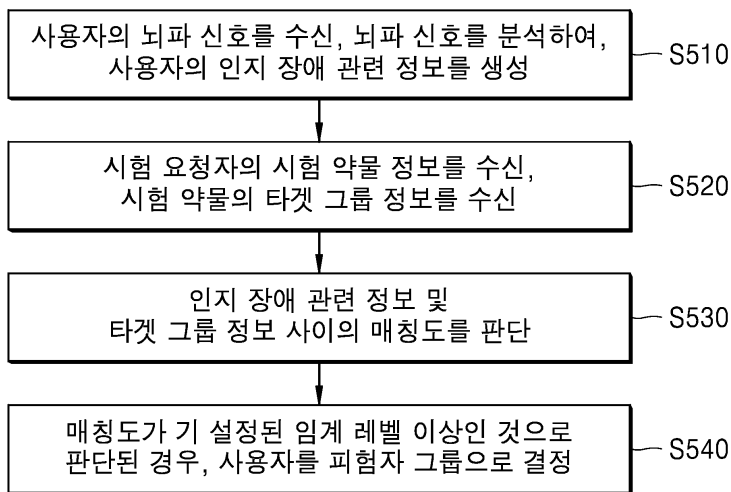 사용자의 뇌파 신호를 수신, 뇌파 신호를 분석하여,
사용자의 인지 장애 관련 정보를 생성
S510
시험 요청자의 시험 약물 정보를 수신,
시험 약물의 타겟 그룹 정보를 수신
S520
인지 장애 관련 정보 및
타겟 그룹 정보 사이의 매칭도를 판단
S530
매칭도가 기 설정된 임계 레벨 이상인 것으로
판단된 경우, 사용자를 피험자 그룹으로 결정
S540